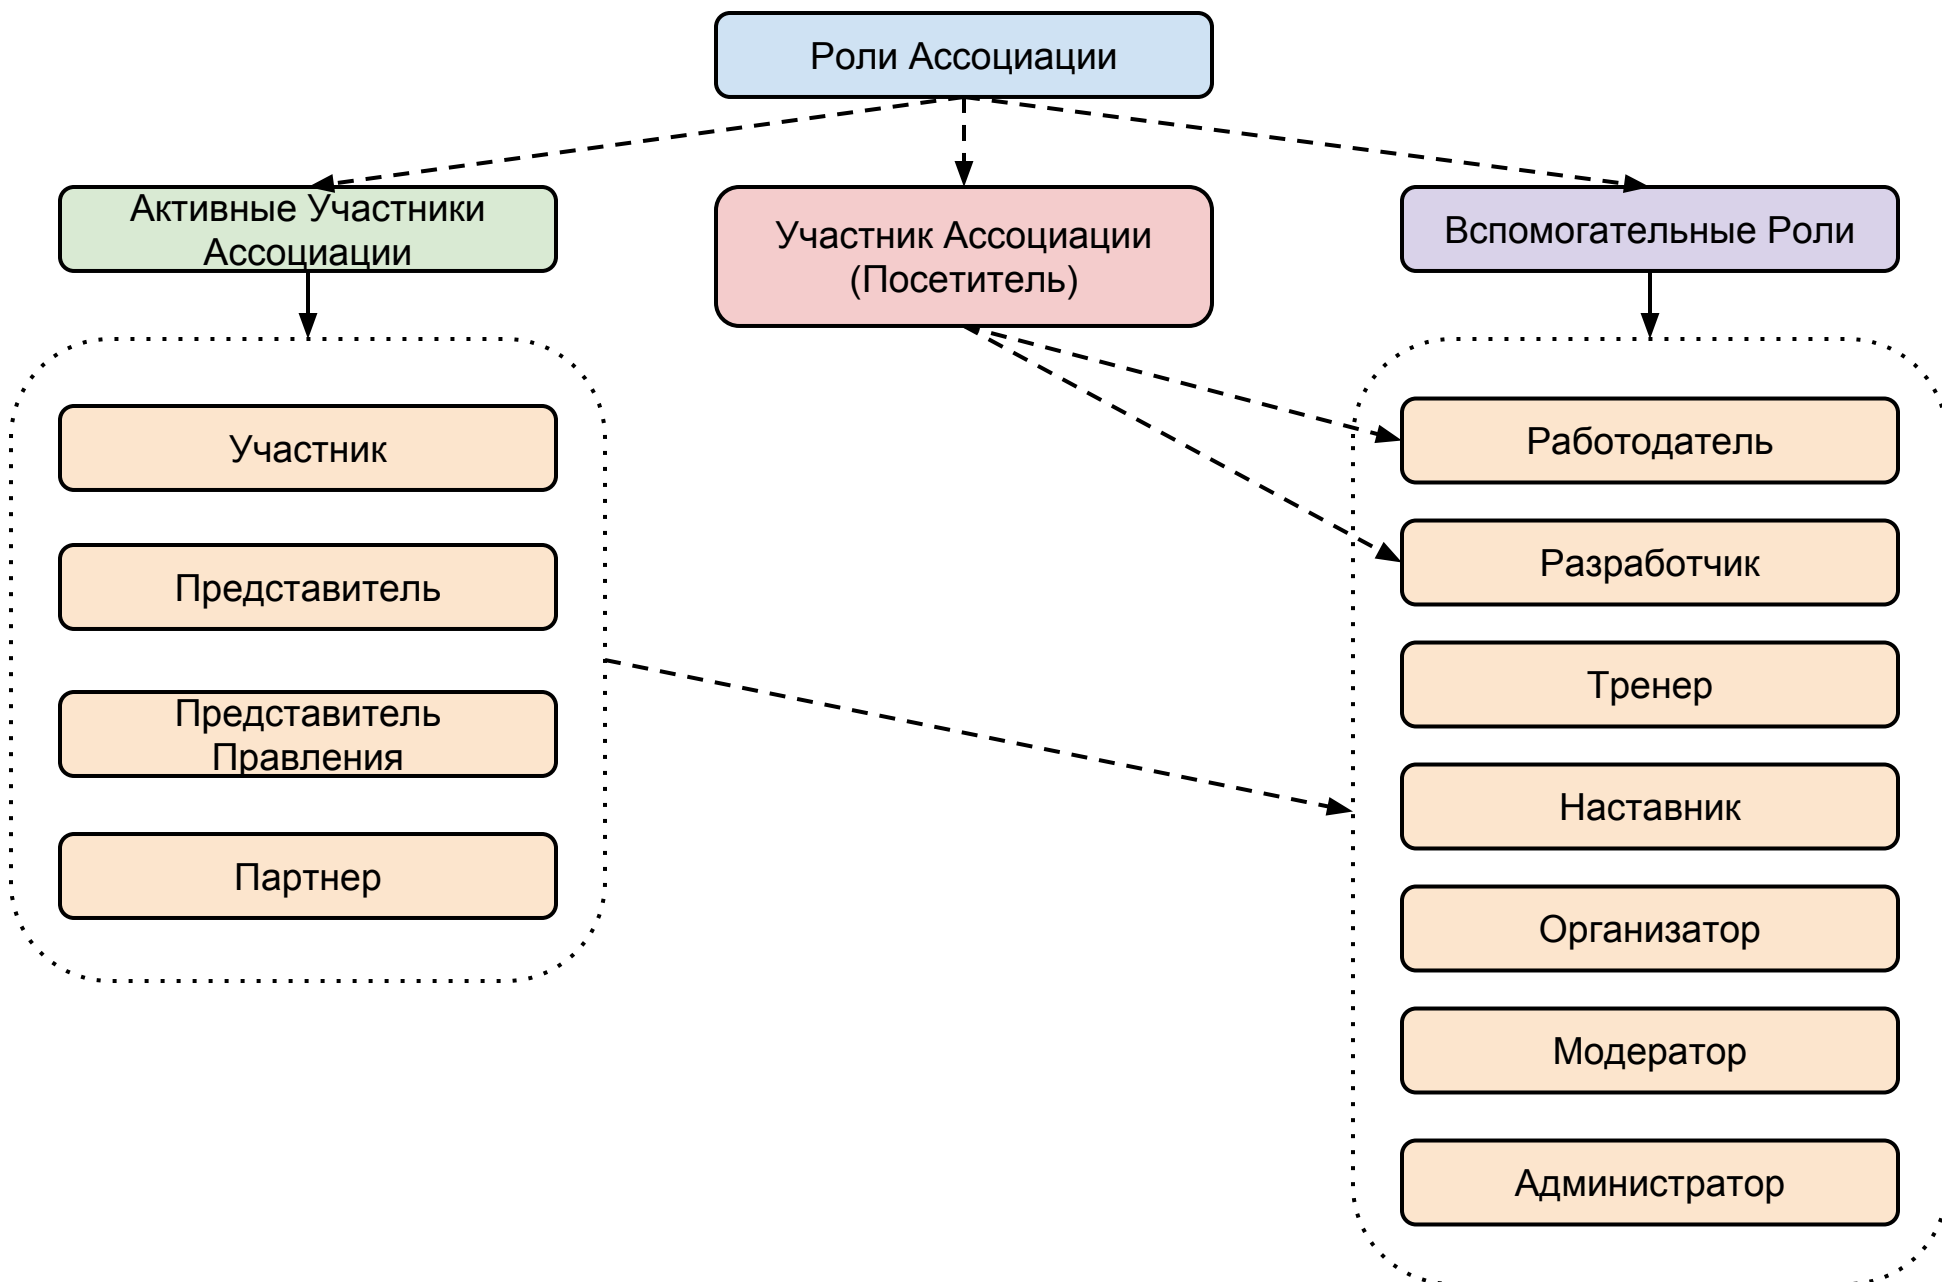 Роли Ассоциации
Активные Участники
Ассоциации
Участник Ассоциации
(Посетитель)
Вспомогательные Роли
Участник
Представитель
Представитель
Правления
Партнер
Работодатель
Разработчик
Тренер
Наставник
Организатор
Модератор
Администратор